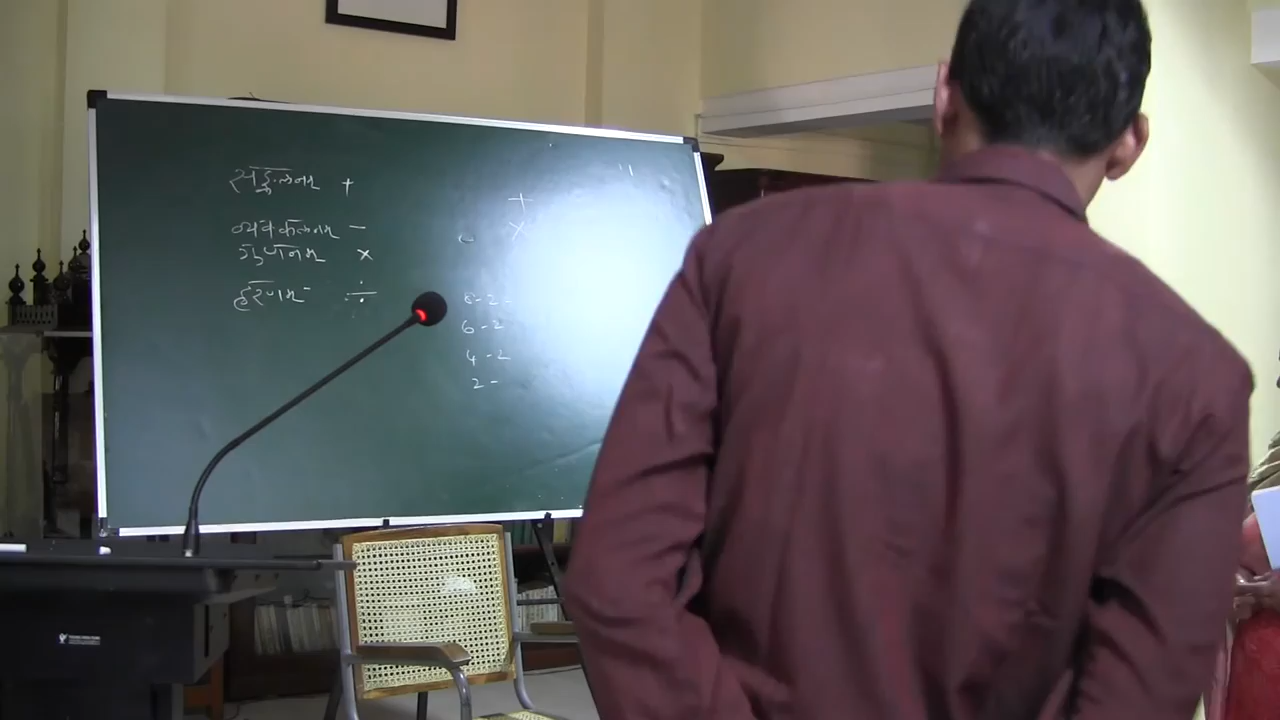 सङ्कलनम् +
व्यवकलनम् -
गुणनम् ×
हरणम् ÷
"
+
×
8-2-
6-2
4-2
2-